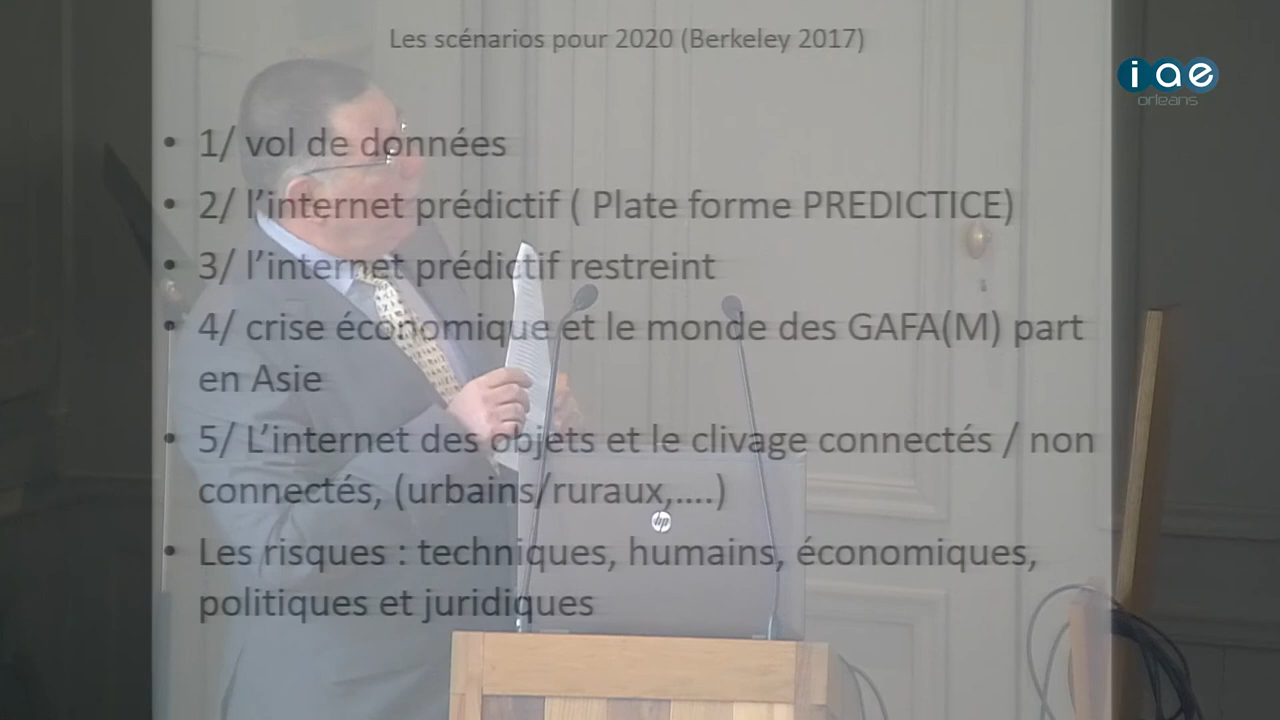 Les scénarios pour 2020 (Berkeley 2017)
iae
orleans
• 1/ vol de données
• 2/ l'internet prédictif ( Plate forme PREDICTICE)
• 3/ l'internet prédictif restreint
• 4/ crise économique et le monde des GAFA(M) part
en Asie
• 5/ L'internet des objets et le clivage connectés / non
connectés, (urbains/ruraux,....)
hp
• Les risques : techniques, humains, économiques,
politiques et juridiques